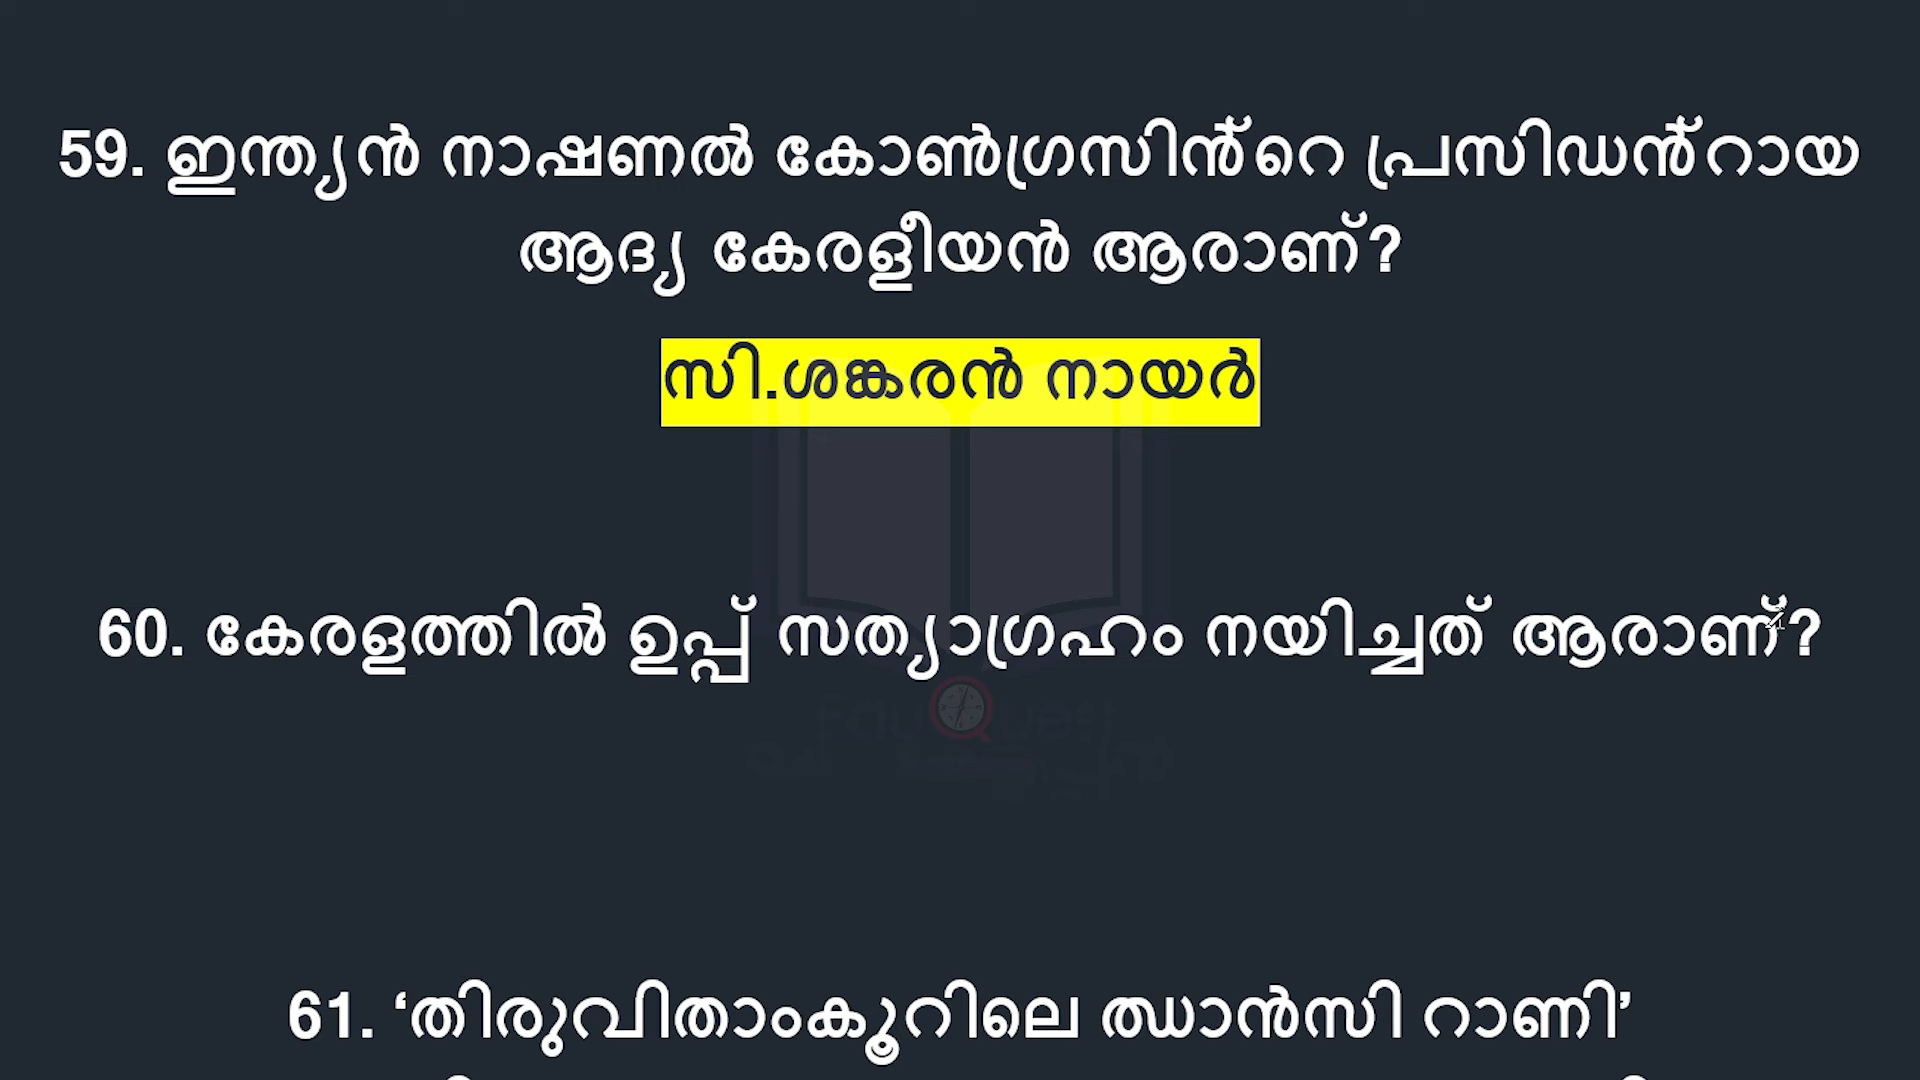 59. ഇന്ത്യൻ നാഷണൽ കോൺഗ്രസിൻ്റെ പ്രസിഡൻ്റായ
ആദ്യ കേരളീയൻ ആരാണ്?
സി.ശങ്കരൻ നായർ
60. കേരളത്തിൽ ഉപ്പ് സത്യാഗ്രഹം നയിച്ചത് ആരാണ്?
EduQuest
61. ‘തിരുവിതാംകൂറിലെ ഝാൻസി റാണി’